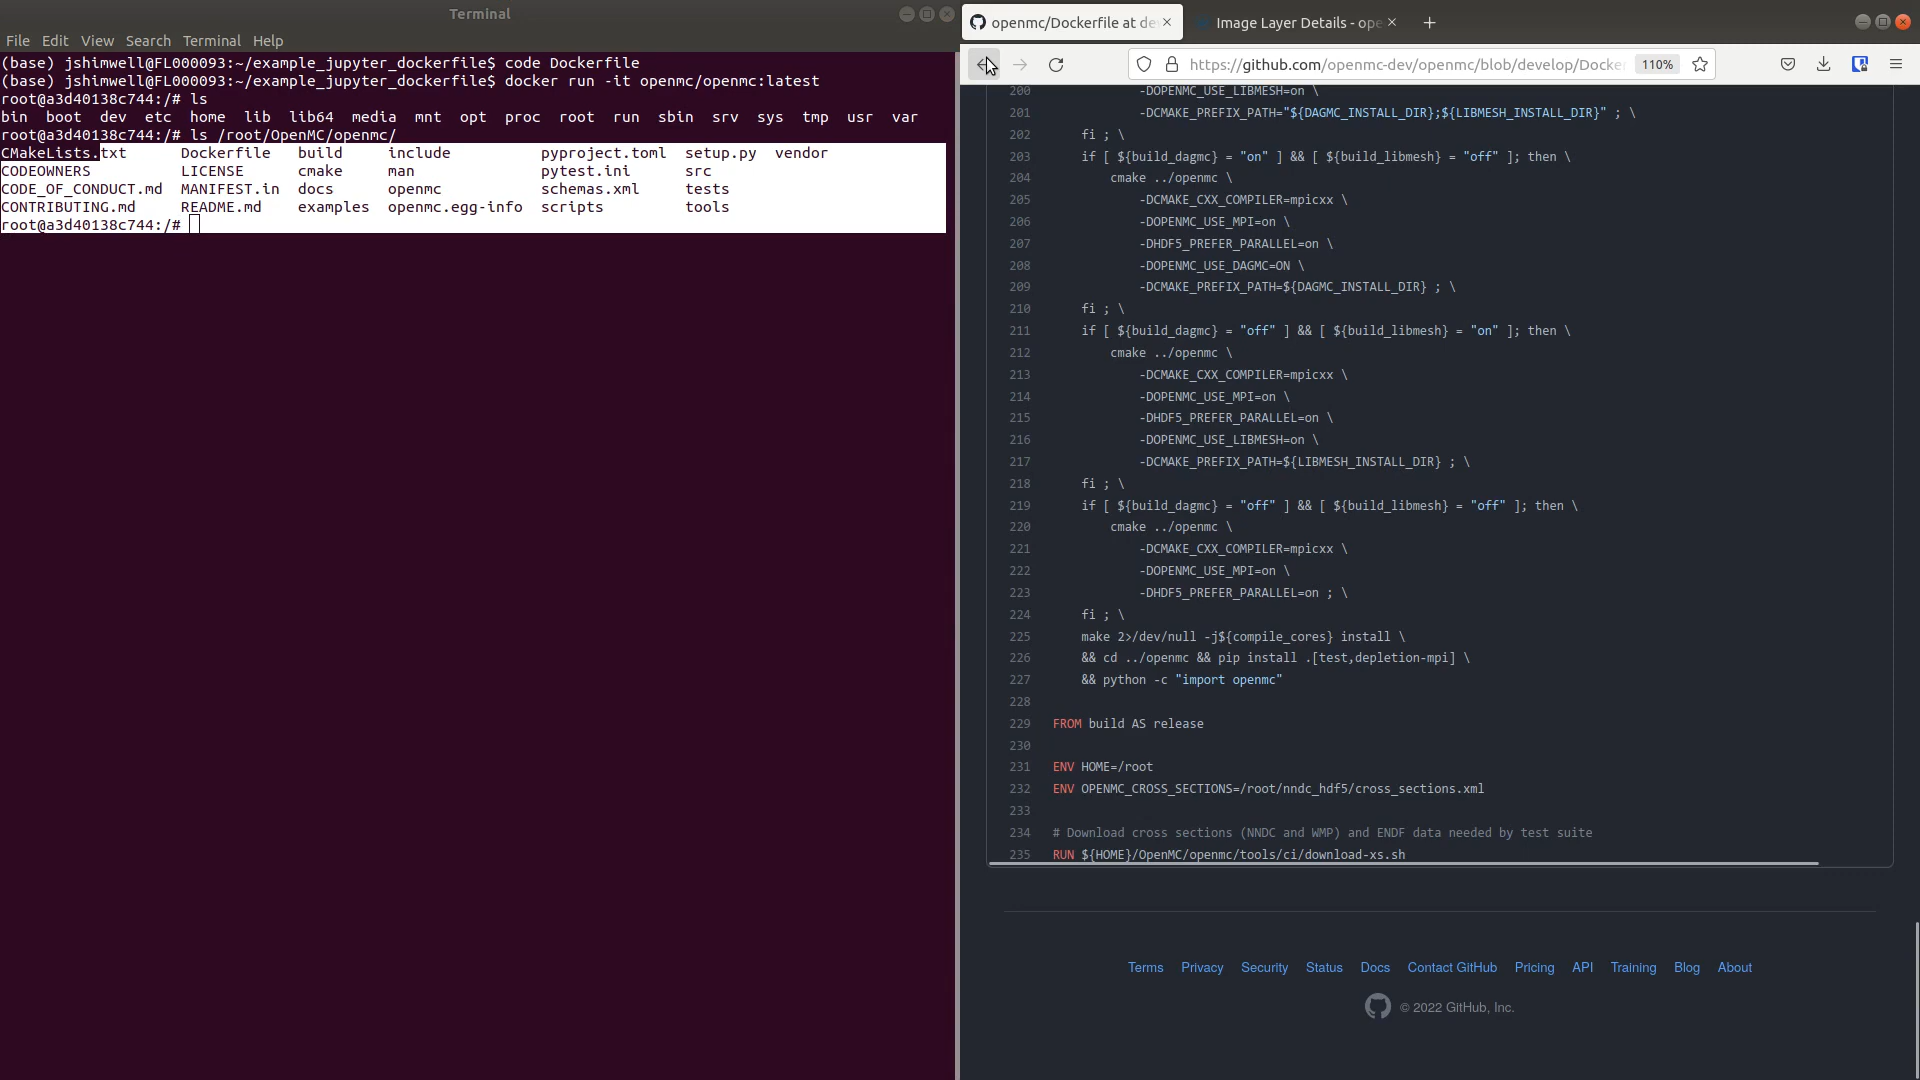 Terminal
File Edit View Search Terminal Help
(base) jshimwell@FL000093:~/example_jupyter_dockerfile$ code Dockerfile
(base) jshimwell@FL000093:~/example_jupyter_dockerfile$ docker run -it openmc/openmc:latest
root@a3d40138c744:/# ls
bin boot dev etc home lib lib64 media mnt opt proc root run sbin srv sys tmp usr var
root@a3d40138c744:/# ls /root/OpenMC/openmc/
CMakeLists.txt Dockerfile build include pyproject.toml setup.py vendor
CODEOWNERS LICENSE cmake man pytest.ini src
CODE_OF_CONDUCT.md MANIFEST.in docs openmc schemas.xml tests
CONTRIBUTING.md README.md examples openmc.egg-info scripts tools
root@a3d40138c744:/#
openmc/Dockerfile at de
Image Layer Details - ope
https://github.com/openmc-dev/openmc/blob/develop/Docke
110%
200 -DOPENMC_USE_LIBMESH=on \
201 -DCMAKE_PREFIX_PATH="${DAGMC_INSTALL_DIR};${LIBMESH_INSTALL_DIR}" ; \
202 fi ; \
203 if [ ${build_dagmc} = "on" ] && [ ${build_libmesh} = "off" ]; then \
204 cmake ../openmc \
205 -DCMAKE_CXX_COMPILER=mpicxx \
206 -DOPENMC_USE_MPI=on \
207 -DHDF5_PREFER_PARALLEL=on \
208 -DOPENMC_USE_DAGMC=ON \
209 -DCMAKE_PREFIX_PATH=${DAGMC_INSTALL_DIR} ; \
210 fi ; \
211 if [ ${build_dagmc} = "off" ] && [ ${build_libmesh} = "on" ]; then \
212 cmake ../openmc \
213 -DCMAKE_CXX_COMPILER=mpicxx \
214 -DOPENMC_USE_MPI=on \
215 -DHDF5_PREFER_PARALLEL=on \
216 -DOPENMC_USE_LIBMESH=on \
217 -DCMAKE_PREFIX_PATH=${LIBMESH_INSTALL_DIR} ; \
218 fi ; \
219 if [ ${build_dagmc} = "off" ] && [ ${build_libmesh} = "off" ]; then \
220 cmake ../openmc \
221 -DCMAKE_CXX_COMPILER=mpicxx \
222 -DOPENMC_USE_MPI=on \
223 -DHDF5_PREFER_PARALLEL=on ; \
224 fi ; \
225 make 2>/dev/null -j${compile_cores} install \
226 && cd ../openmc && pip install .[test,depletion-mpi] \
227 && python -c "import openmc"
228
229 FROM build AS release
230
231 ENV HOME=/root
232 ENV OPENMC_CROSS_SECTIONS=/root/nndc_hdf5/cross_sections.xml
233
234 # Download cross sections (NNDC and WMP) and ENDF data needed by test suite
235 RUN ${HOME}/OpenMC/openmc/tools/ci/download-xs.sh
Terms Privacy Security Status Docs Contact GitHub Pricing API Training Blog About
© 2022 GitHub, Inc.